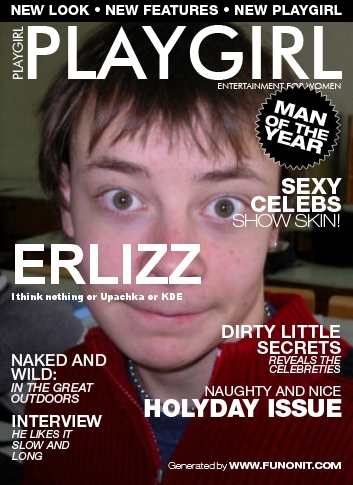 NEW LOOK • NEW FEATURES • NEW PLAYGIRL
PLAYGIRL
PLAYGIRL
ENTERTAINMENT FOR WOMEN
MAN
OF THE
YEAR
SEXY
CELEBS
SHOW SKIN!
ERLIZZ
I think nothing or Upachka or KDE
DIRTY LITTLE
SECRETS
REVEALS THE
CELEBRETIES
NAKED AND
WILD:
IN THE GREAT
OUTDOORS
NAUGHTY AND NICE
HOLYDAY ISSUE
INTERVIEW
HE LIKES IT
SLOW AND
LONG
Generated by WWW.FUNONIT.COM